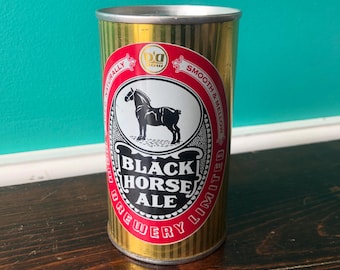 SMOOTH &
BLACK
HORSE
ALE
BREWERY LIMITED